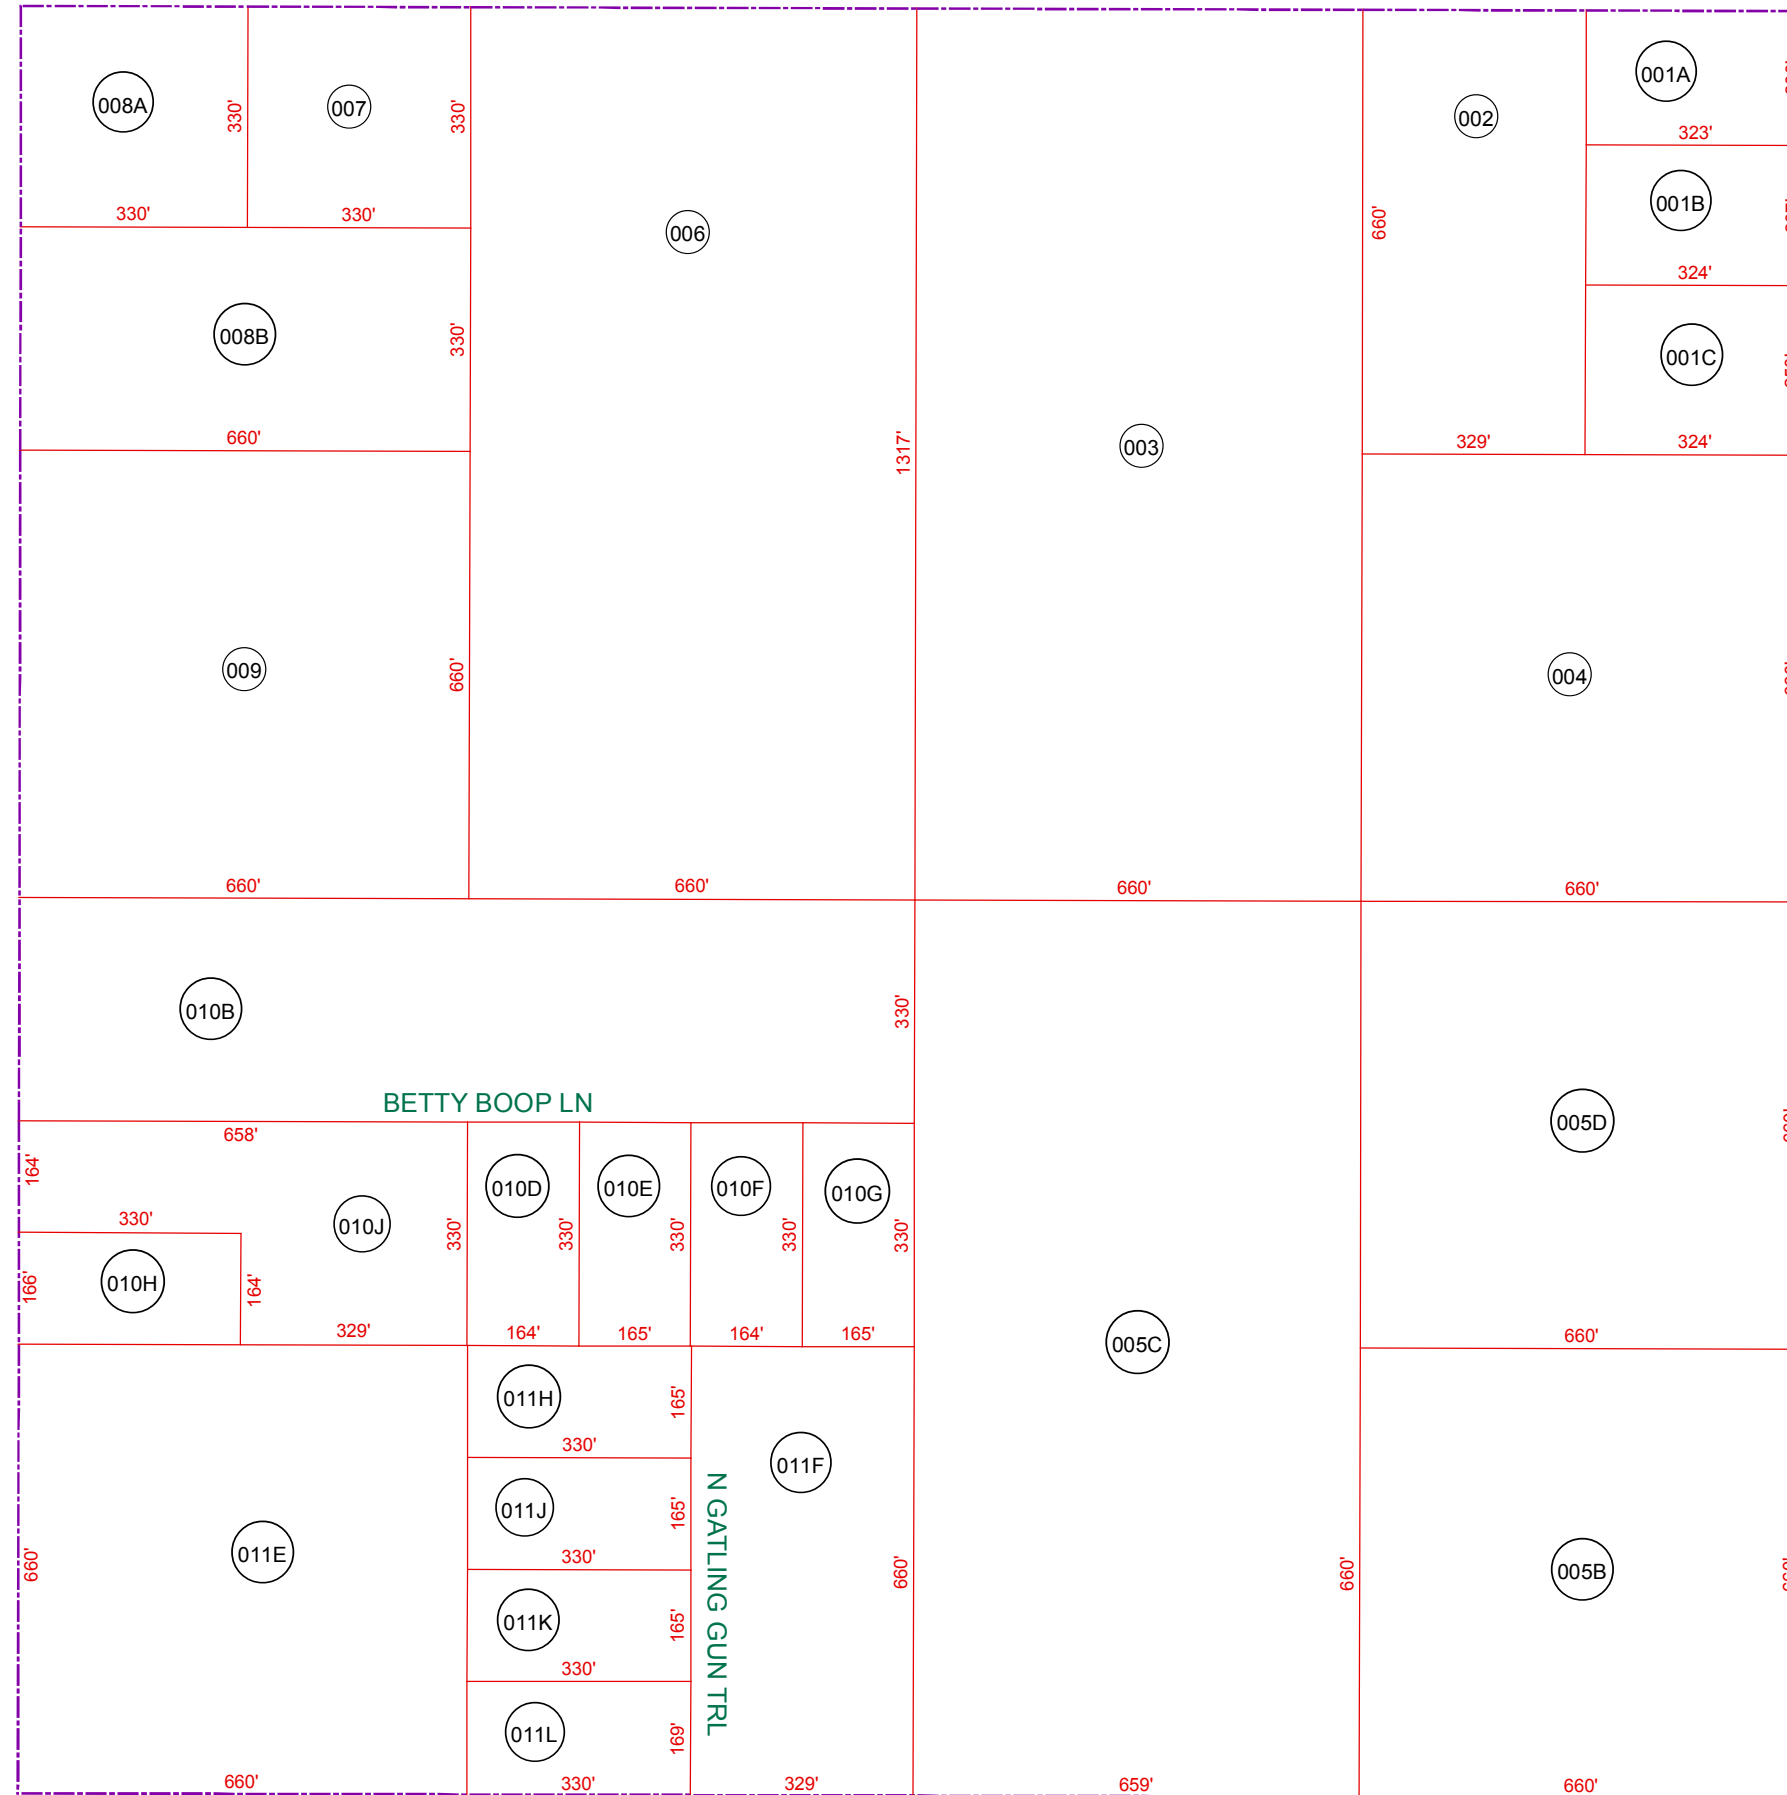 008A
330'
007
330'
330'
330'
006
002
660'
001A
323'
001B
324'
001C
324'
329'
008B
330'
660'
1317'
003
009
660'
660'
660'
004
660'
660'
010B
330'
BETTY BOOP LN
658'
164'
330'
010J
330'
010H
166'
164'
329'
010D
330'
164'
010E
330'
165'
010F
330'
164'
010G
330'
165'
005D
660'
005C
660'
659'
011H
165'
330'
011J
165'
330'
011K
165'
330'
011L
169'
330'
N GATLING GUN TRL
011F
660'
329'
011E
660'
660'
005B
660'